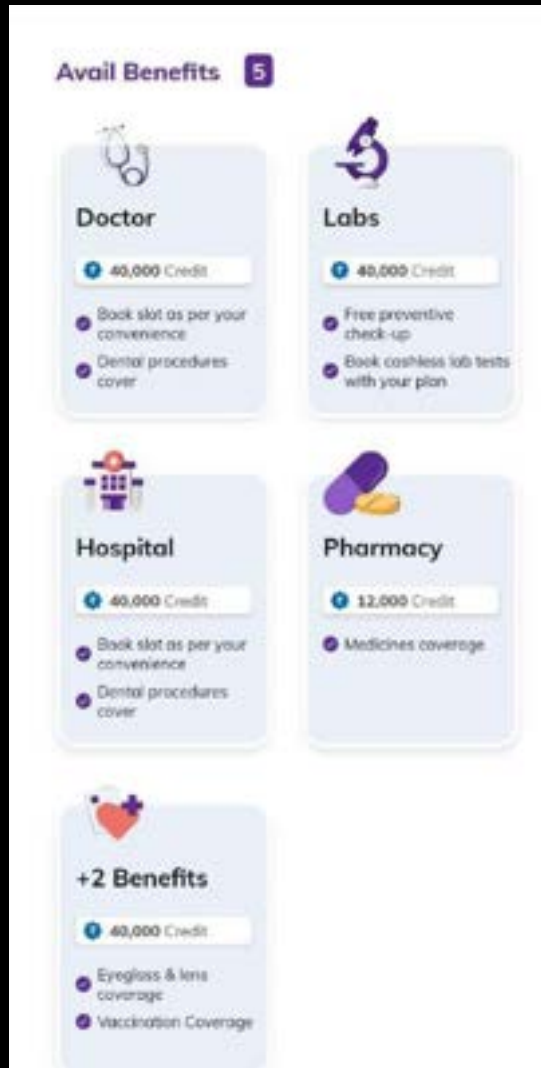 Avail Benefits 5
Doctor
₹ 40,000 Credit
Book slot as per your
convenience
Dental procedures
cover
Labs
₹ 40,000 Credit
Free preventive
check-up
Book cashless lab tests
with your plan
Hospital
₹ 40,000 Credit
Book slot as per your
convenience
Dental procedures
cover
Pharmacy
₹ 12,000 Credit
Medicines coverage
+2 Benefits
₹ 40,000 Credit
Eyeglass & lens
coverage
Vaccination Coverage